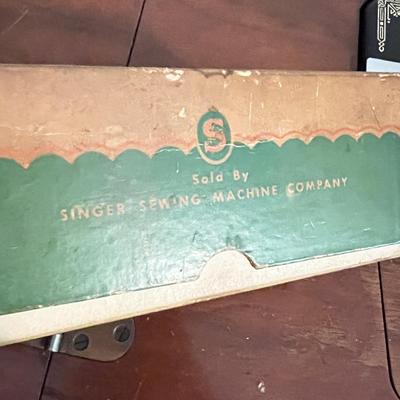 S
Sold By
SINGER SEWING MACHINE COMPANY